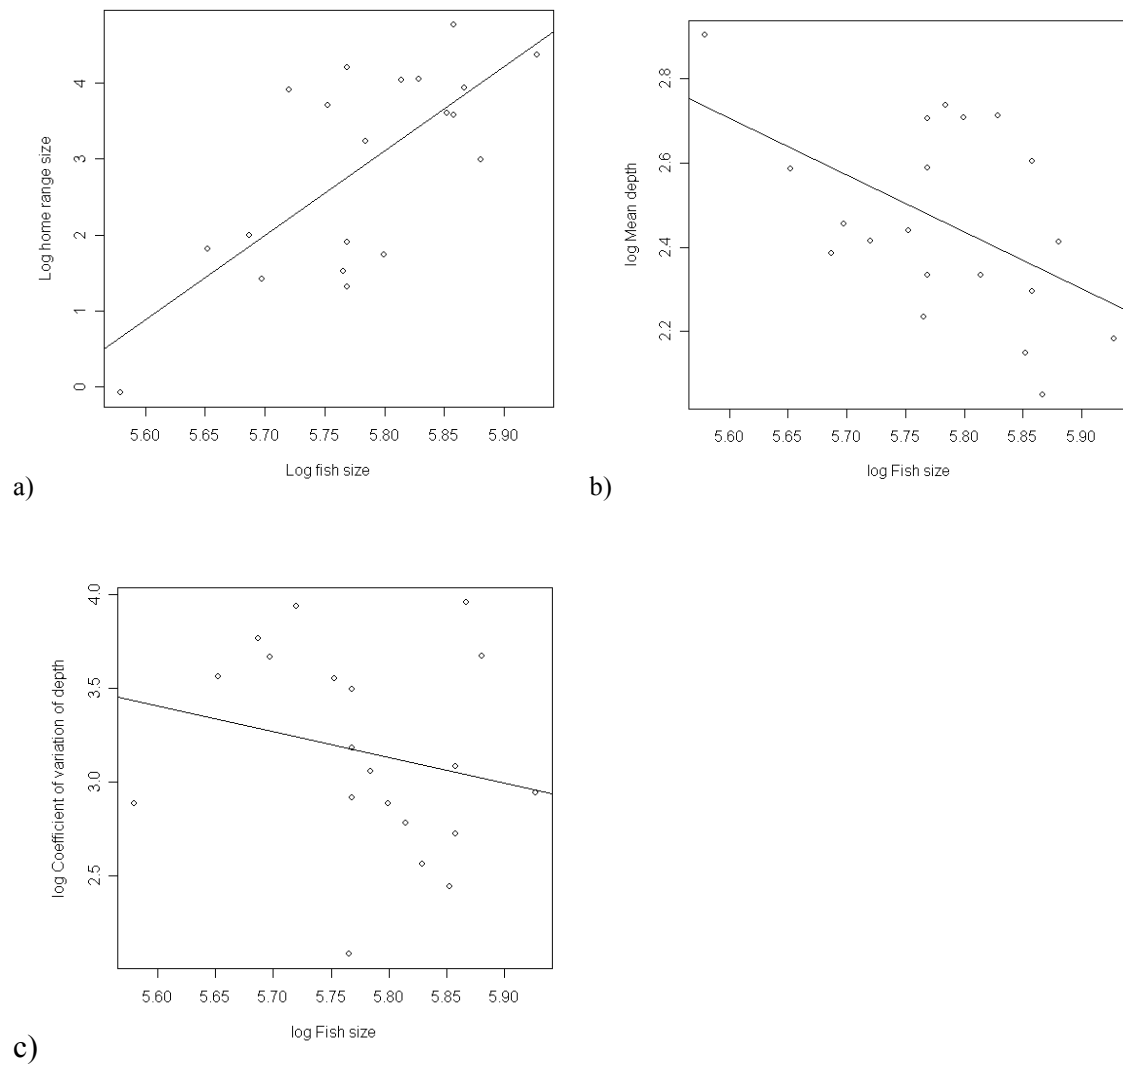 Log home range size
4
3
2
1
0
5.60 5.65 5.70 5.75 5.80 5.85 5.90
Log fish size
a)
log Mean depth
2.8
2.6
2.4
2.2
5.60 5.65 5.70 5.75 5.80 5.85 5.90
log Fish size
b)
log Coefficient of variation of depth
4.0
3.5
3.0
2.5
5.60 5.65 5.70 5.75 5.80 5.85 5.90
log Fish size
c)